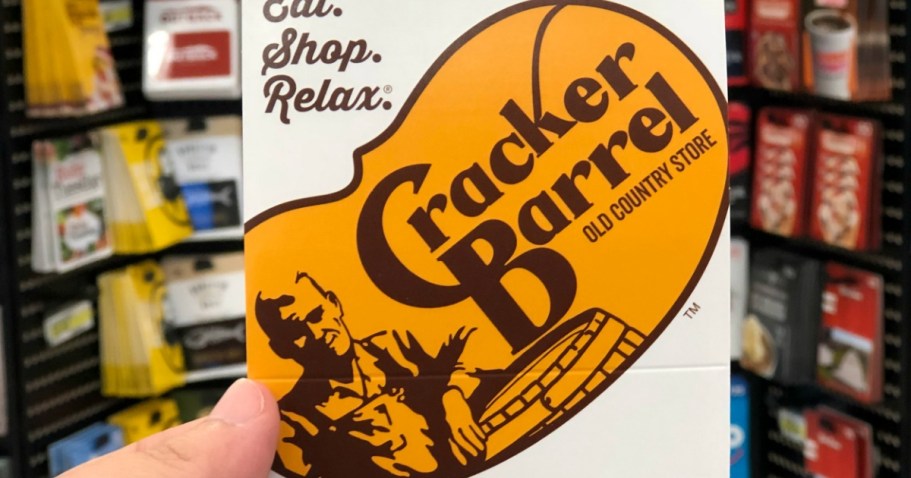 Eat.
Shop.
Relax.®
Cracker
Barrel
OLD COUNTRY STORE
TM